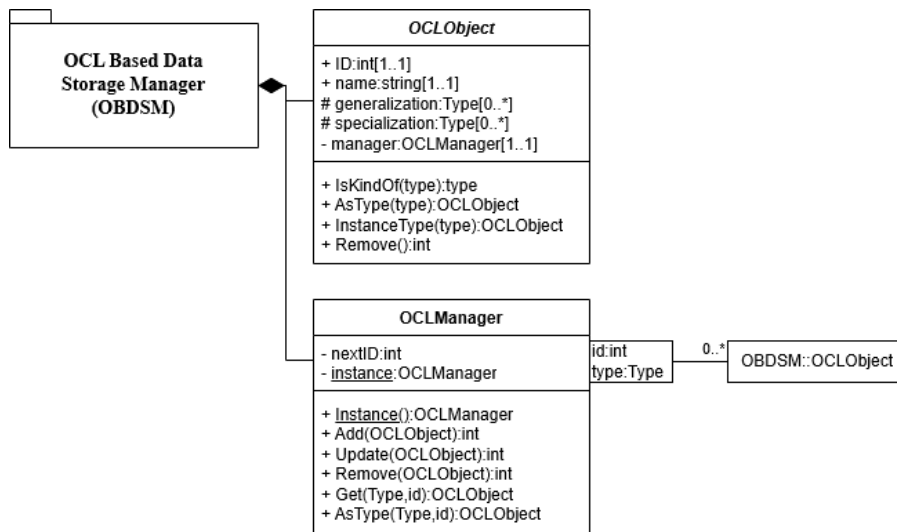 OCL Based Data
Storage Manager
(OBDSM)
OCLObject
+ ID:int[1..1]
+ name:string[1..1]
# generalization:Type[0..*]
# specialization:Type[0..*]
- manager:OCLManager[1..1]
+ IsKindOf(type):type
+ AsType(type):OCLObject
+ InstanceType(type):OCLObject
+ Remove():int
OCLManager
- nextID:int
- instance:OCLManager
+ Instance():OCLManager
+ Add(OCLObject):int
+ Update(OCLObject):int
+ Remove(OCLObject):int
+ Get(Type,id):OCLObject
+ AsType(Type,id):OCLObject
id:int
type:Type
0..*
OBDSM::OCLObject